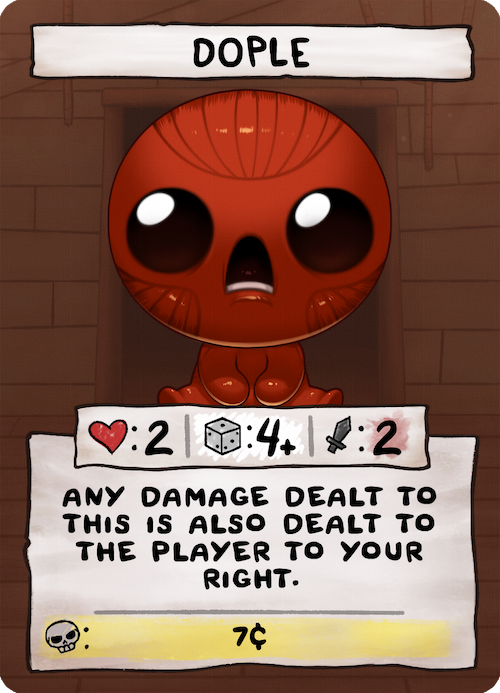 DOPLE
:2 :4+ :2
ANY DAMAGE DEALT TO
THIS IS ALSO DEALT TO
THE PLAYER TO YOUR
RIGHT.
: 7¢